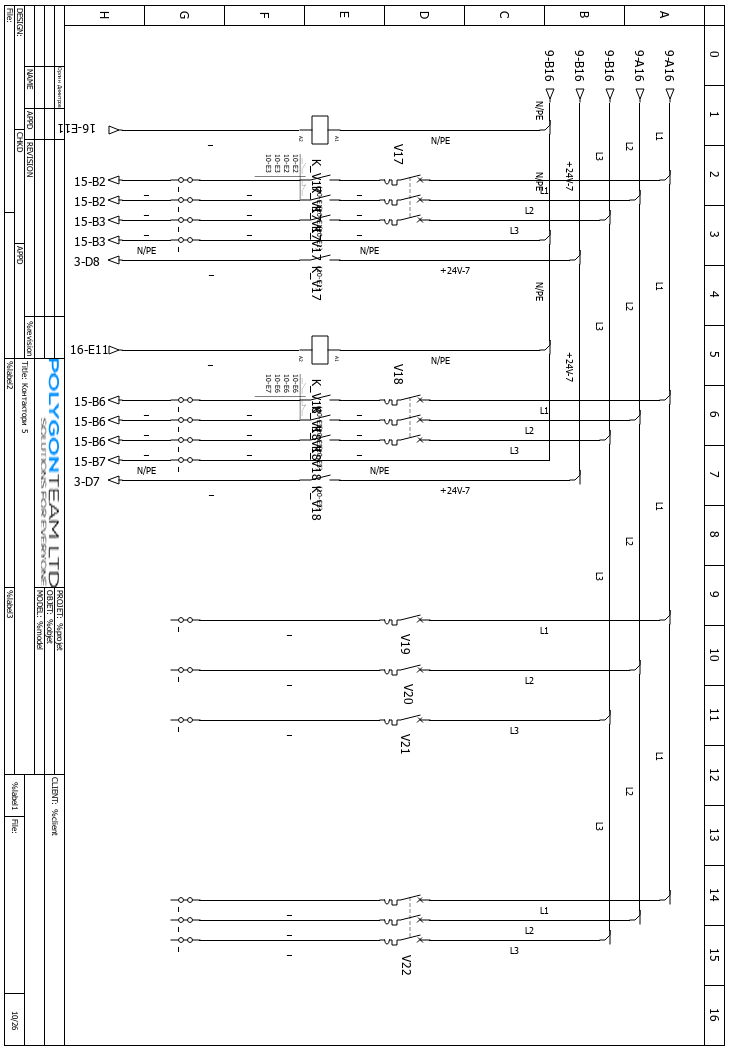 H G F E D C B A
0
1
2
3
4
5
6
7
8
9
10
11
12
13
14
15
16
9-B16
9-B16
9-B16
9-A16
9-A16
N/PE
L3
L2
L1
+24V-7
16-E11
A2
A1
N/PE
V17
10-E2
10-E2
10-E3
10-E3
15-B2
N/PE
15-B2
L1
15-B3
L2
15-B3
L3
3-D8
N/PE
N/PE
+24V-7
K_V17
K_V17
N/PE
L3
L2
L1
+24V-7
16-E11
A2
A1
N/PE
V18
10-E6
10-E6
10-E6
10-E7
15-B6
15-B6
L1
15-B6
L2
15-B7
L3
3-D7
N/PE
N/PE
+24V-7
K_V18
K_V18
L3
L2
L1
V19
L1
V20
L2
V21
L3
L3
L2
L1
L1
L2
L3
V22
File:
DESIGN:
NAME
APPD
REVISION
CHKD
APPD
%revision
%label2
Title: Контактори 5
POLYGONTEAM LTD
SOLUTIONS FOR EVERYONE
%label3
PROJET: %projet
OBJET: %objet
MODEL: %model
CLIENT: %client
%label1
File:
10/26